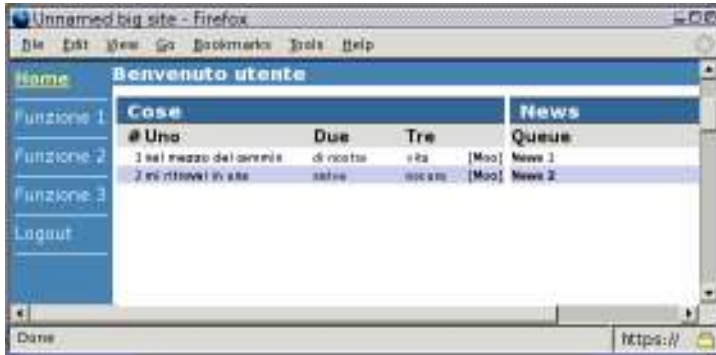 Unnamed big site - Firefox
File Edit View Go Bookmarks Tools Help
Home
Benvenuto utente
Funzione 1
Funzione 2
Funzione 3
Logout
Cose
News
# Uno Due Tre Queue
1 nel mezzo del cammin di nostra vita [Moo] News 1
2 mi ritrovai in una selva oscura [Moo] News 2
Done
https://